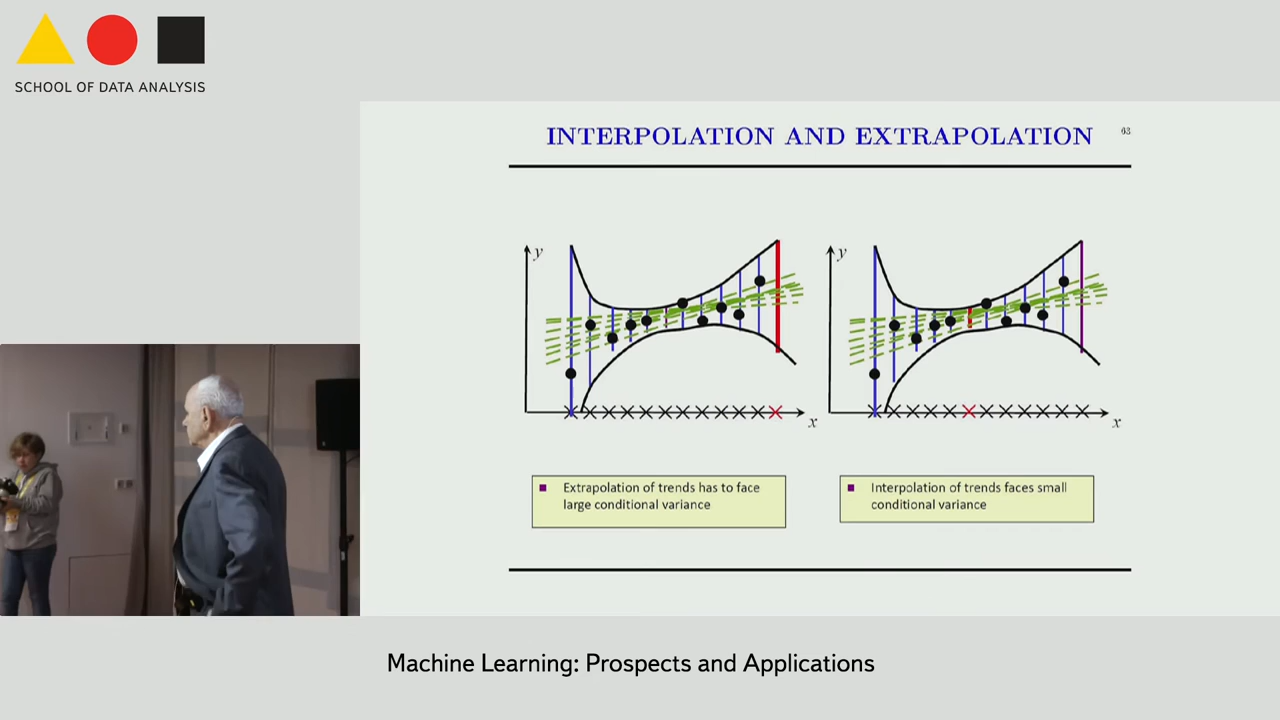 SCHOOL OF DATA ANALYSIS
INTERPOLATION AND EXTRAPOLATION
63
y
x
y
x
Extrapolation of trends has to face
large conditional variance
Interpolation of trends faces small
conditional variance
Machine Learning: Prospects and Applications